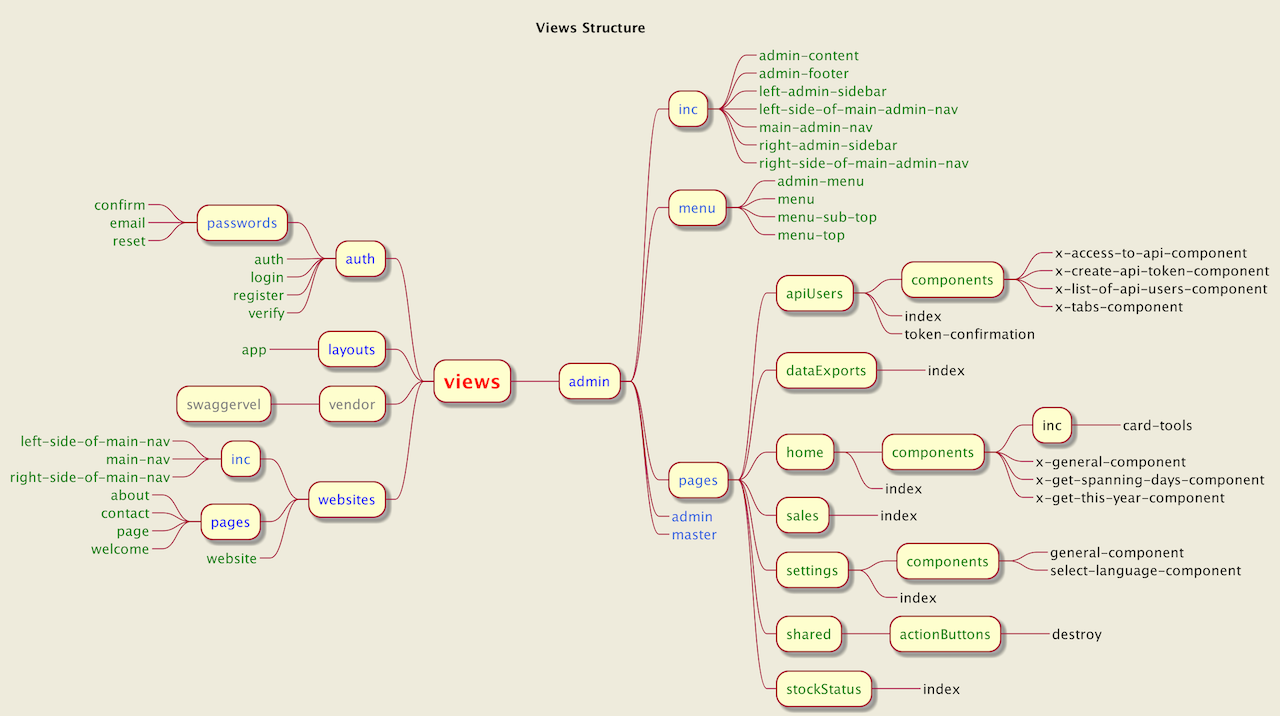 Views Structure
views
auth
passwords
confirm
email
reset
auth
login
register
verify
layouts
app
vendor
swaggervel
websites
inc
left-side-of-main-nav
main-nav
right-side-of-main-nav
pages
about
contact
page
welcome
website
admin
inc
admin-content
admin-footer
left-admin-sidebar
left-side-of-main-admin-nav
main-admin-nav
right-admin-sidebar
right-side-of-main-admin-nav
menu
admin-menu
menu
menu-sub-top
menu-top
pages
apiUsers
components
x-access-to-api-component
x-create-api-token-component
x-list-of-api-users-component
x-tabs-component
index
token-confirmation
dataExports
index
home
components
inc
card-tools
x-general-component
x-get-spanning-days-component
x-get-this-year-component
index
sales
index
settings
components
general-component
select-language-component
index
shared
actionButtons
destroy
stockStatus
index
admin
master